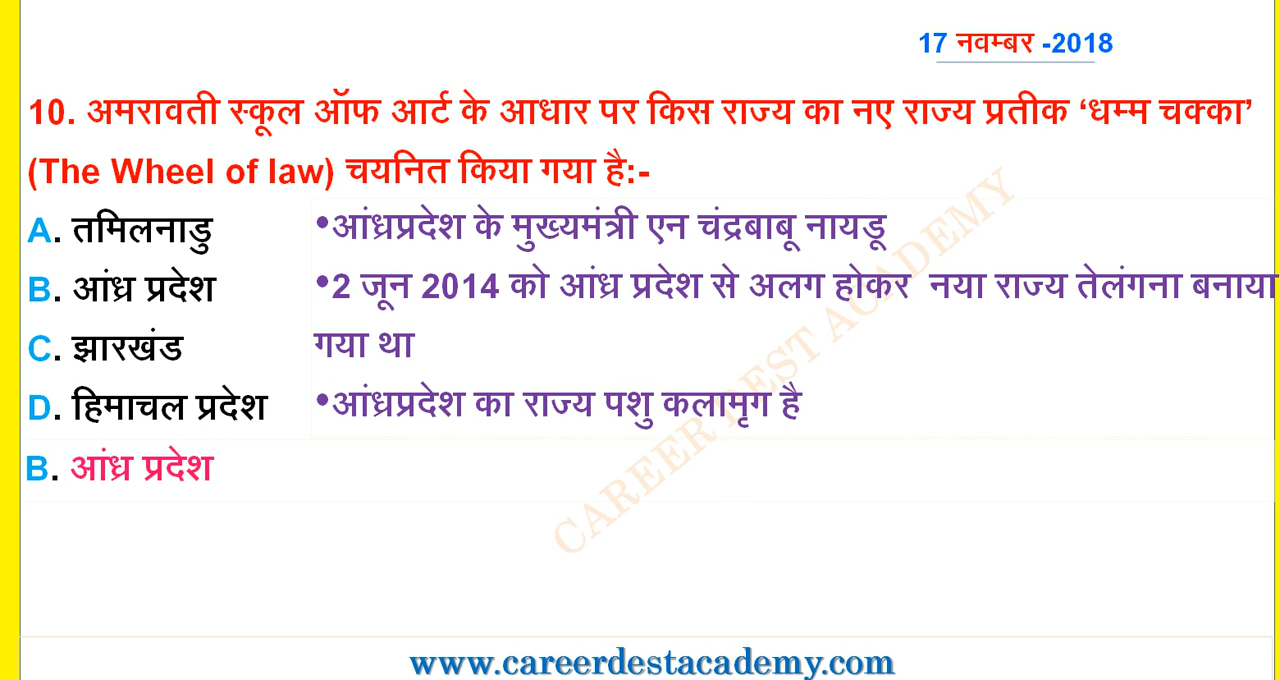 17 नवम्बर -2018
10. अमरावती स्कूल ऑफ आर्ट के आधार पर किस राज्य का नए राज्य प्रतीक ‘धम्म चक्का’
(The Wheel of law) चयनित किया गया है:-
A. तमिलनाडु
B. आंध्र प्रदेश
C. झारखंड
D. हिमाचल प्रदेश
•आंध्रप्रदेश के मुख्यमंत्री एन चंद्रबाबू नायडू
•2 जून 2014 को आंध्र प्रदेश से अलग होकर नया राज्य तेलंगना बनाया
गया था
•आंध्रप्रदेश का राज्य पशु कलामृग है
B. आंध्र प्रदेश
CAREER DEST ACADEMY
www.careerdestacademy.com